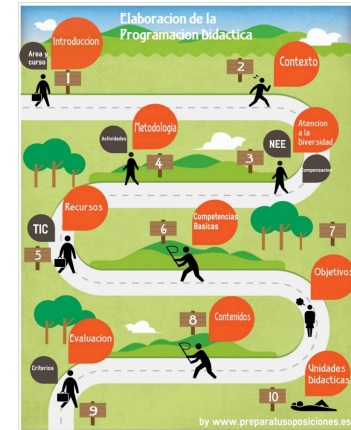 Elaboracion de la
Programacion Didactica
Introduccion
Area y
curso
1
2
Contexto
Metodologia
Actividades
4
3
NEE
Atencion
a la
Diversidad
Compensacion
Recursos
TIC
5
6
Competencias
Basicas
7
Objetivos
8
Contenidos
Evaluacion
Criterios
9
10
Unidades
Didacticas
by www.preparatusoposiciones.es